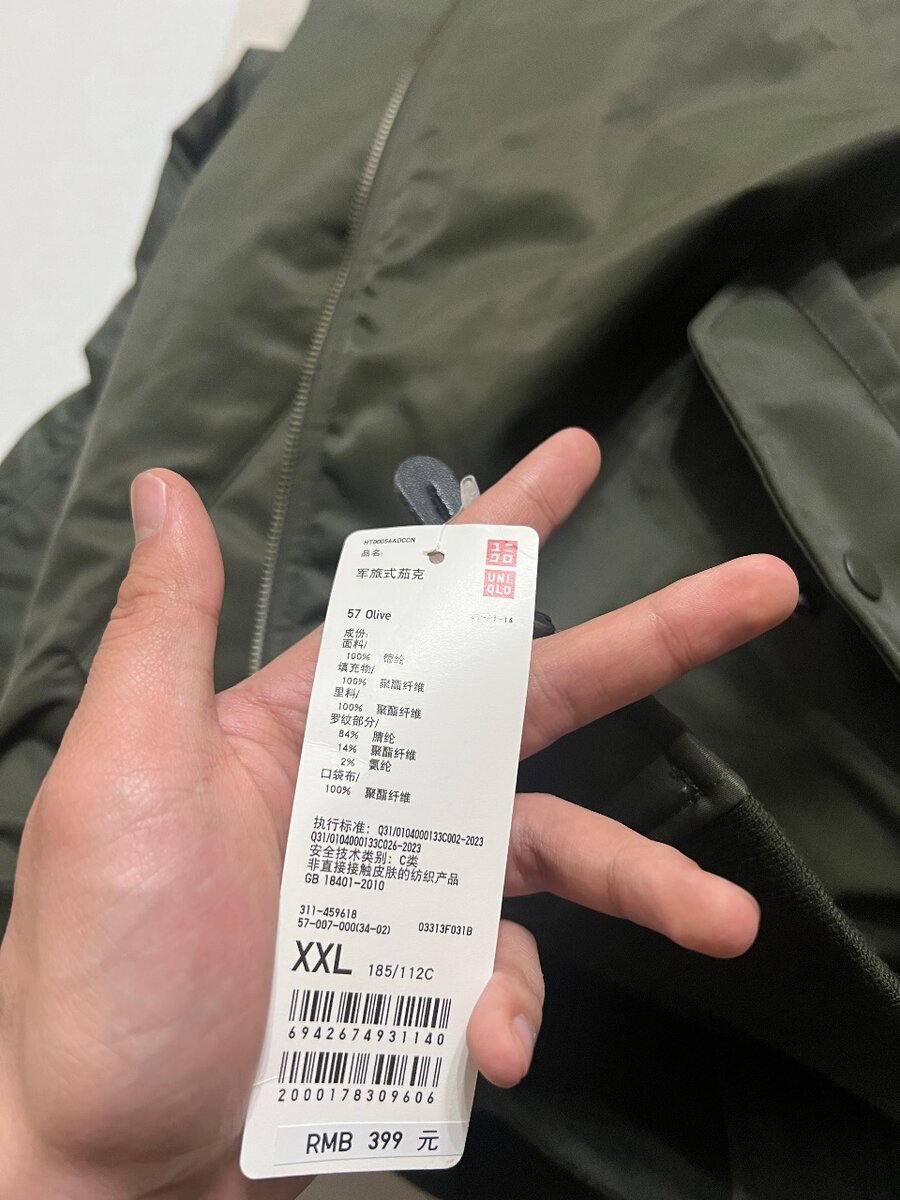 HT00056AOCCN
品名:
军旅式茄克
ユニ
クロ
UNI
QLO
57 Olive
成份:
面料/
100% 锦纶
填充物/
100% 聚酯纤维
里料/
100% 聚酯纤维
罗纹部分/
84% 腈纶
14% 聚酯纤维
2% 氨纶
口袋布/
100% 聚酯纤维
执行标准: Q31/0104000133C002-2023
Q31/0104000133C026-2023
安全技术类别: C类
非直接接触皮肤的纺织产品
GB 18401-2010
311-459618
57-007-000(34-02) 03313F031B
XXL 185/112C
6942674931140
2000178309606
RMB 399 元